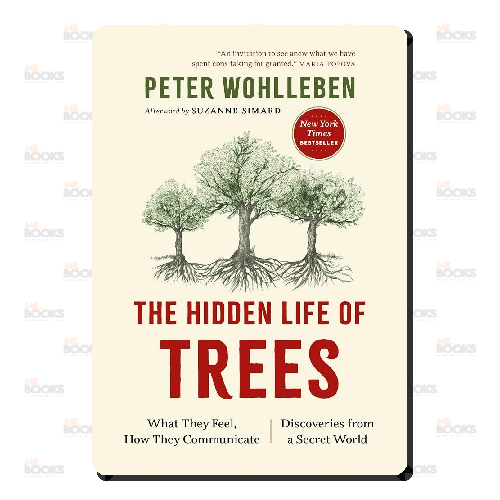 "An invitation to see anew what we have
spent eons taking for granted." MARIA POPOVA
PETER WOHLLEBEN
Afterword by SUZANNE SIMARD
New York
Times
BESTSELLER
THE HIDDEN LIFE OF
TREES
What They Feel,
How They Communicate
Discoveries from
a Secret World
MR
BOOKS